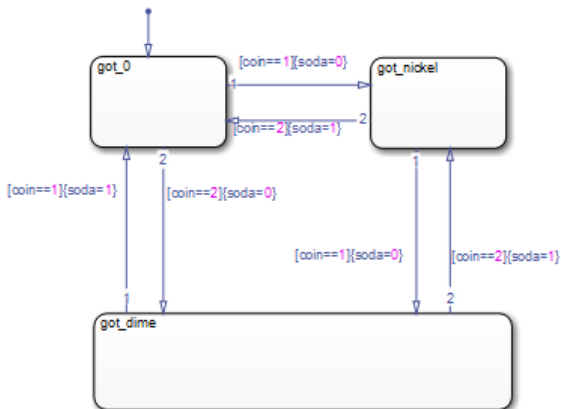 got_0
[coin==1]{soda=0}
got_nickel
1
2
[coin==2]{soda=1}
2
1
[coin==1]{soda=1}
[coin==2]{soda=0}
[coin==1]{soda=0}
[coin==2]{soda=1}
1
2
got_dime